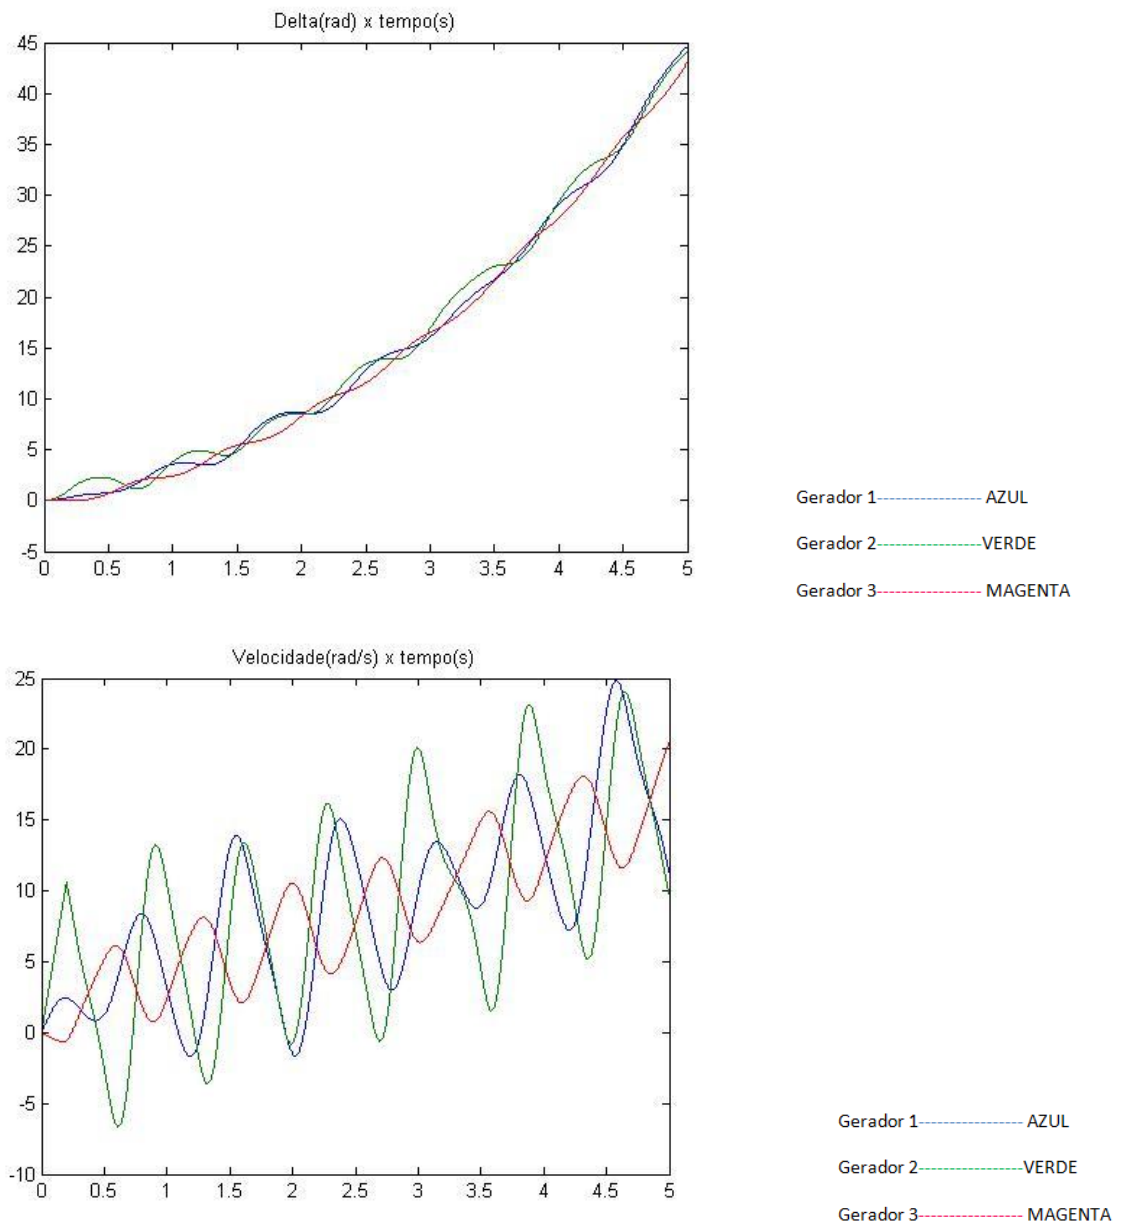 Delta(rad) x tempo(s)
45
40
35
30
25
20
15
10
5
0
-5
0 0.5 1 1.5 2 2.5 3 3.5 4 4.5 5
Gerador 1---------------- AZUL
Gerador 2----------------VERDE
Gerador 3---------------- MAGENTA
Velocidade(rad/s) x tempo(s)
25
20
15
10
5
0
-5
-10
0 0.5 1 1.5 2 2.5 3 3.5 4 4.5 5
Gerador 1---------------- AZUL
Gerador 2----------------VERDE
Gerador 3---------------- MAGENTA